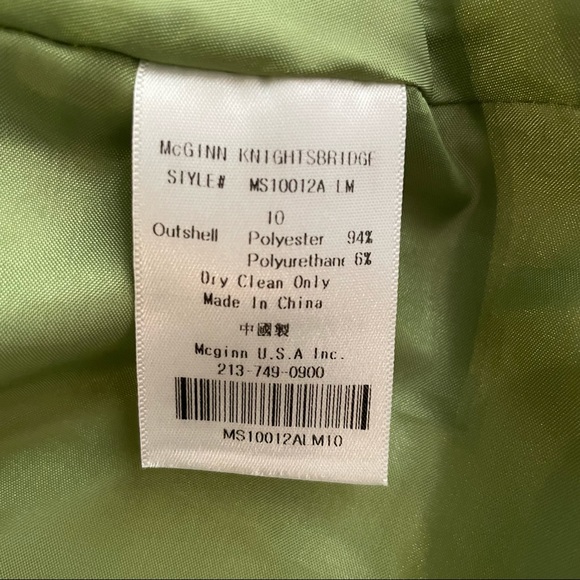 McGINN KNIGHTSBRIDGE
STYLE# MS10012A LM
10
Outshell Polyester 94%
Polyurethane 6%
Dry Clean Only
Made In China
中國製
Mcginn U.S.A Inc.
213-749-0900
MS10012ALM10